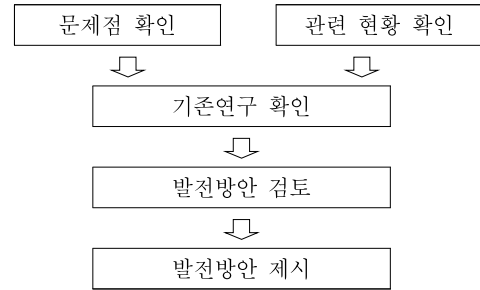 문제점 확인
관련 현황 확인
기존연구 확인
발전방안 검토
발전방안 제시